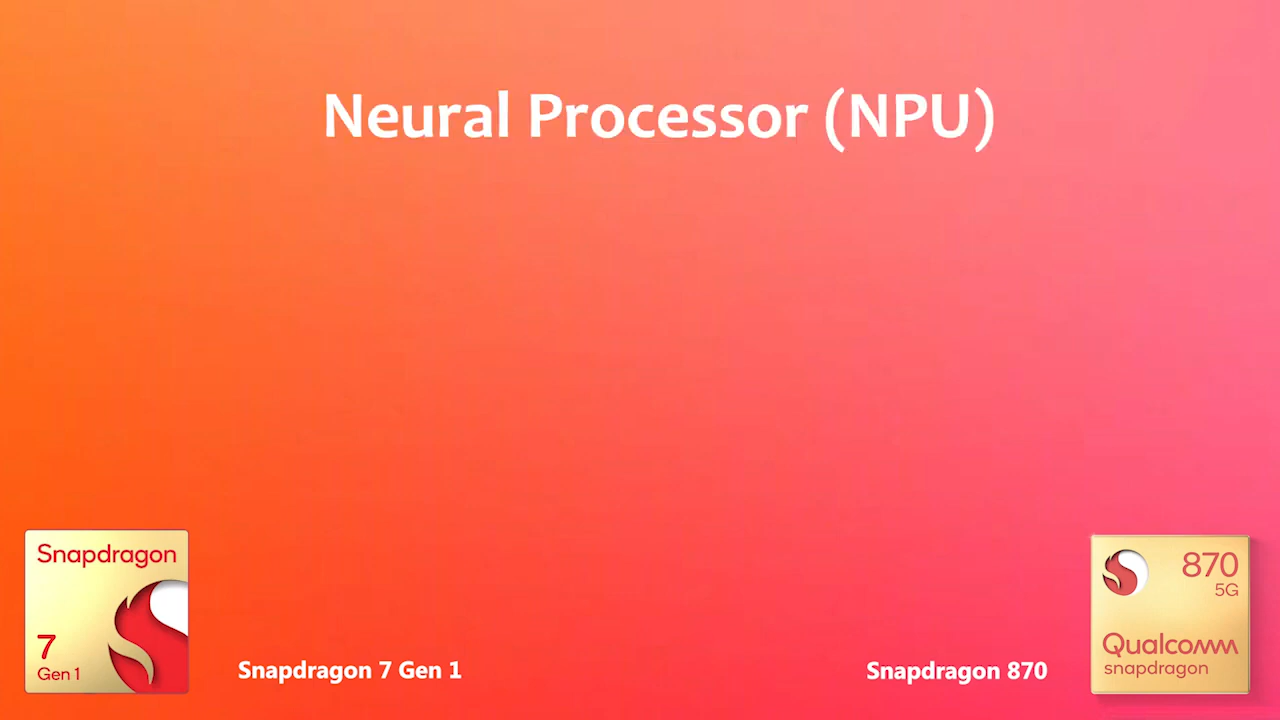 Neural Processor (NPU)
Snapdragon
7
Gen 1
Snapdragon 7 Gen 1
Snapdragon 870
870
5G
Qualcomm
snapdragon